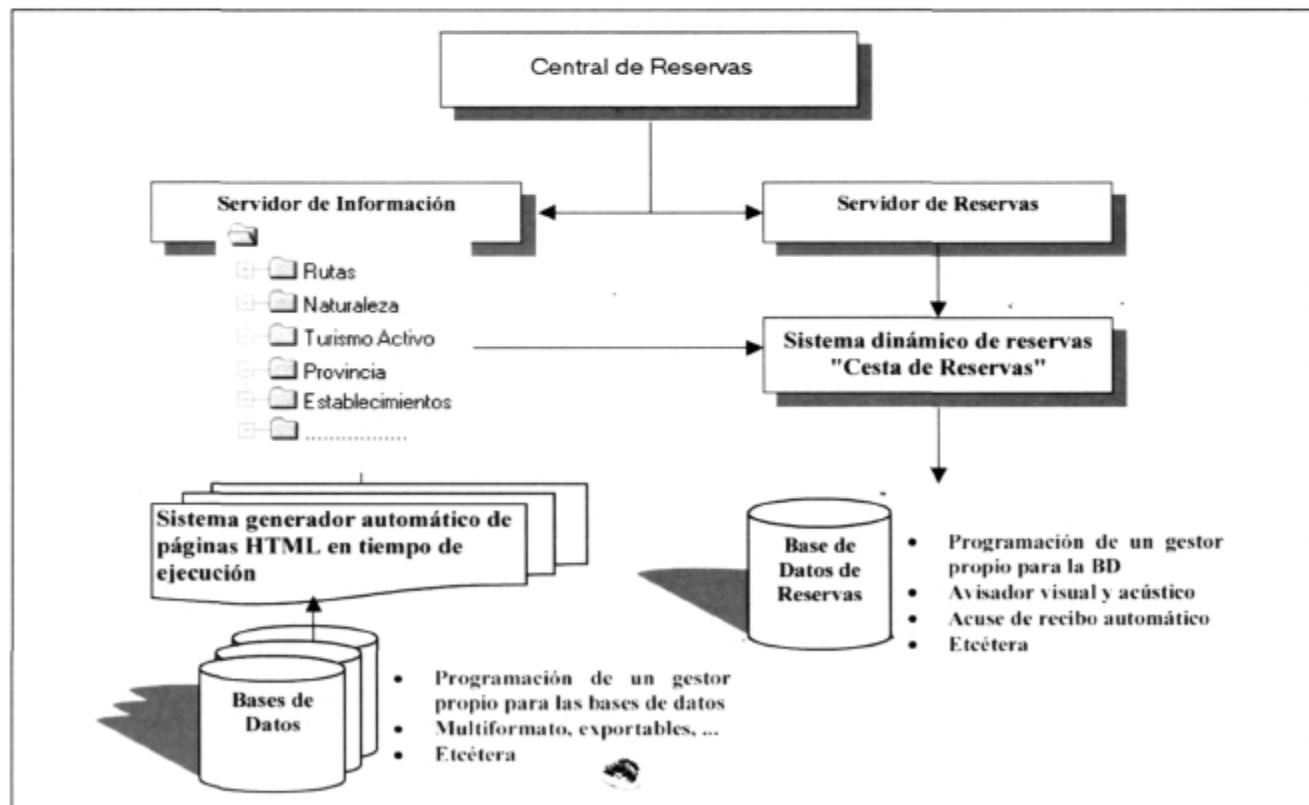 Central de Reservas
Servidor de Información
Rutas
Naturaleza
Turismo Activo
Provincia
Establecimientos
..................
Servidor de Reservas
Sistema dinámico de reservas
"Cesta de Reservas"
Sistema generador automático de
páginas HTML en tiempo de
ejecución
Base de
Datos de
Reservas
• Programación de un gestor
propio para la BD
• Avisador visual y acústico
• Acuse de recibo automático
• Etcétera
Bases de
Datos
• Programación de un gestor
propio para las bases de datos
• Multiformato, exportables, ...
• Etcétera